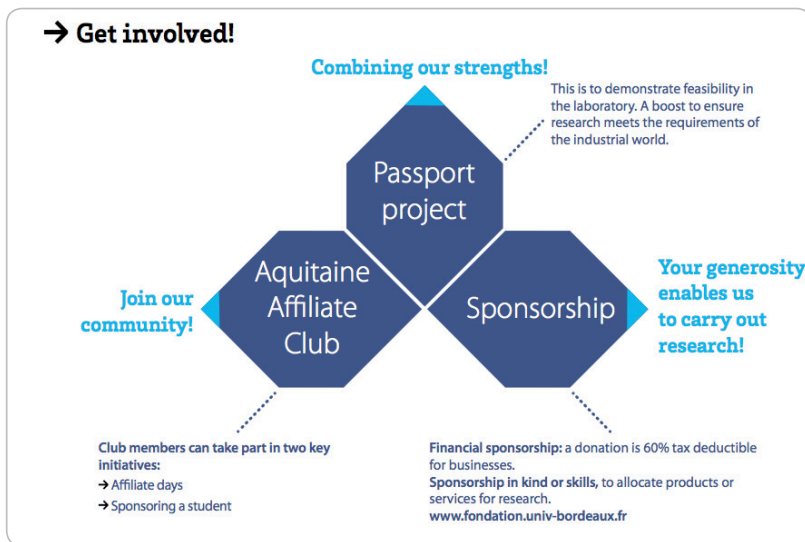 → Get involved!
Combining our strengths!
This is to demonstrate feasibility in
the laboratory. A boost to ensure
research meets the requirements of
the industrial world.
Passport
project
Join our
community!
Aquitaine
Affiliate
Club
Sponsorship
Your generosity
enables us
to carry out
research!
Club members can take part in two key
initiatives:
→ Affiliate days
→ Sponsoring a student
Financial sponsorship: a donation is 60% tax deductible
for businesses.
Sponsorship in kind or skills, to allocate products or
services for research.
www.fondation.univ-bordeaux.fr